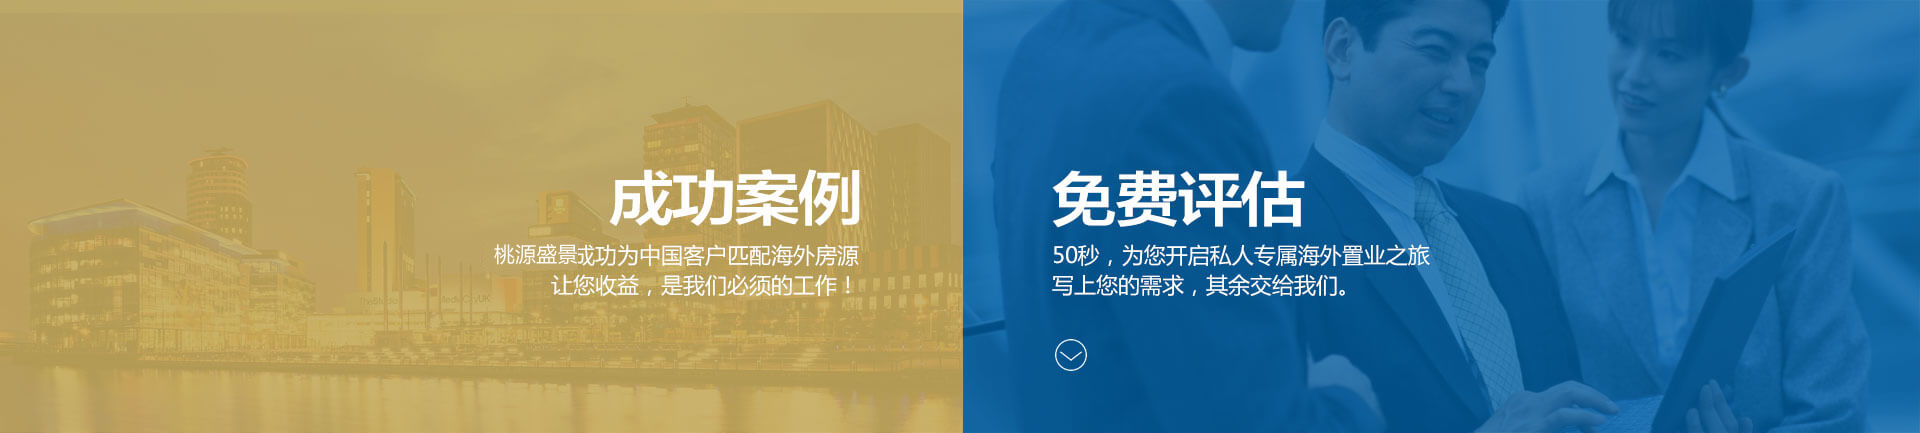 成功案例
桃源盛景成功为中国客户匹配海外房源
让您收益，是我们必须的工作！
TheStudio
MediaCityUK
免费评估
50秒，为您开启私人专属海外置业之旅
写上您的需求，其余交给我们。